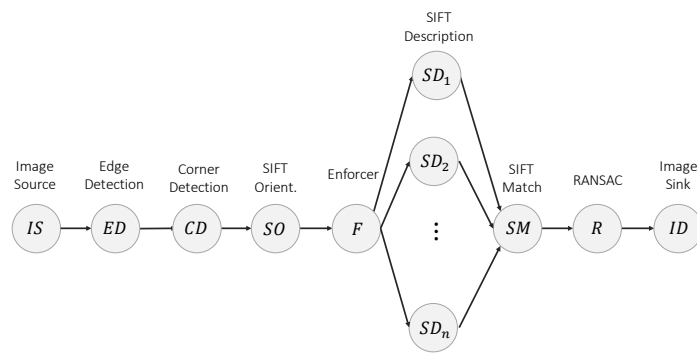 SIFT
Description
SD₁
Image
Source
Edge
Detection
Corner
Detection
SIFT
Orient.
Enforcer
SD₂
SIFT
Match
RANSAC
Image
Sink
IS
ED
CD
SO
F
⋮
SM
R
ID
SDₙ